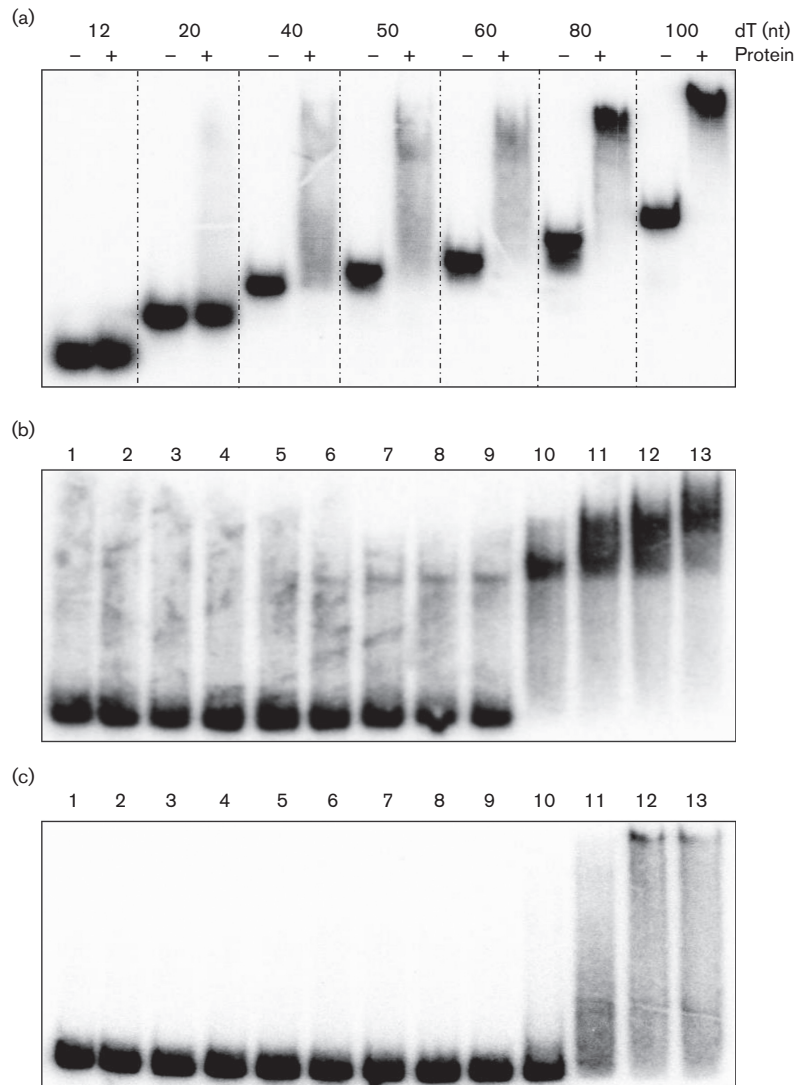 (a)
12 20 40 50 60 80 100 dT (nt)
– + – + – + – + – + – + – + Protein
(b)
1 2 3 4 5 6 7 8 9 10 11 12 13
(c)
1 2 3 4 5 6 7 8 9 10 11 12 13